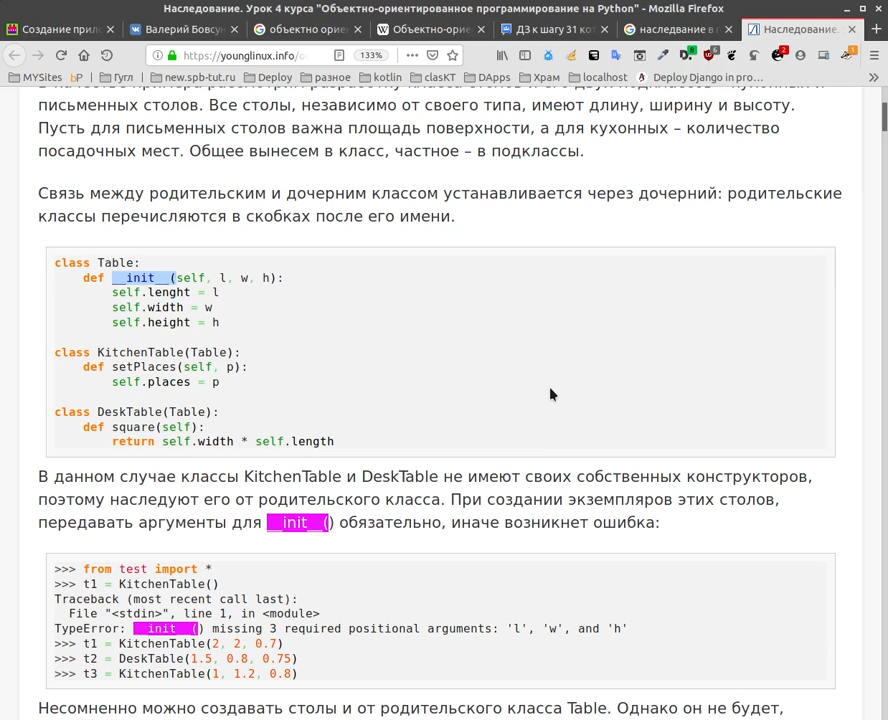 Наследование. Урок 4 курса "Объектно-ориентированное программирование на Python" - Mozilla Firefox
Создание прило
Валерий Бовсун
объектно ориен
Объектно-ориен
ДЗ к шагу 31 кот
наследвание в п
Наследование.
https://younglinux.info/o
133%
MYSites
bP
Гугл
new.spb-tut.ru
Deploy
разное
kotlin
clasKT
DApps
Храм
localhost
Deploy Django in pro…
письменных столов. Все столы, независимо от своего типа, имеют длину, ширину и высоту.
Пусть для письменных столов важна площадь поверхности, а для кухонных – количество
посадочных мест. Общее вынесем в класс, частное – в подклассы.
Связь между родительским и дочерним классом устанавливается через дочерний: родительские
классы перечисляются в скобках после его имени.
class Table:
    def __init__(self, l, w, h):
        self.lenght = l
        self.width = w
        self.height = h
class KitchenTable(Table):
    def setPlaces(self, p):
        self.places = p
class DeskTable(Table):
    def square(self):
        return self.width * self.length
В данном случае классы KitchenTable и DeskTable не имеют своих собственных конструкторов,
поэтому наследуют его от родительского класса. При создании экземпляров этих столов,
передавать аргументы для __init__() обязательно, иначе возникнет ошибка:
>>> from test import *
>>> t1 = KitchenTable()
Traceback (most recent call last):
  File "<stdin>", line 1, in <module>
TypeError: __init__() missing 3 required positional arguments: 'l', 'w', and 'h'
>>> t1 = KitchenTable(2, 2, 0.7)
>>> t2 = DeskTable(1.5, 0.8, 0.75)
>>> t3 = KitchenTable(1, 1.2, 0.8)
Несомненно можно создавать столы и от родительского класса Table. Однако он не будет,